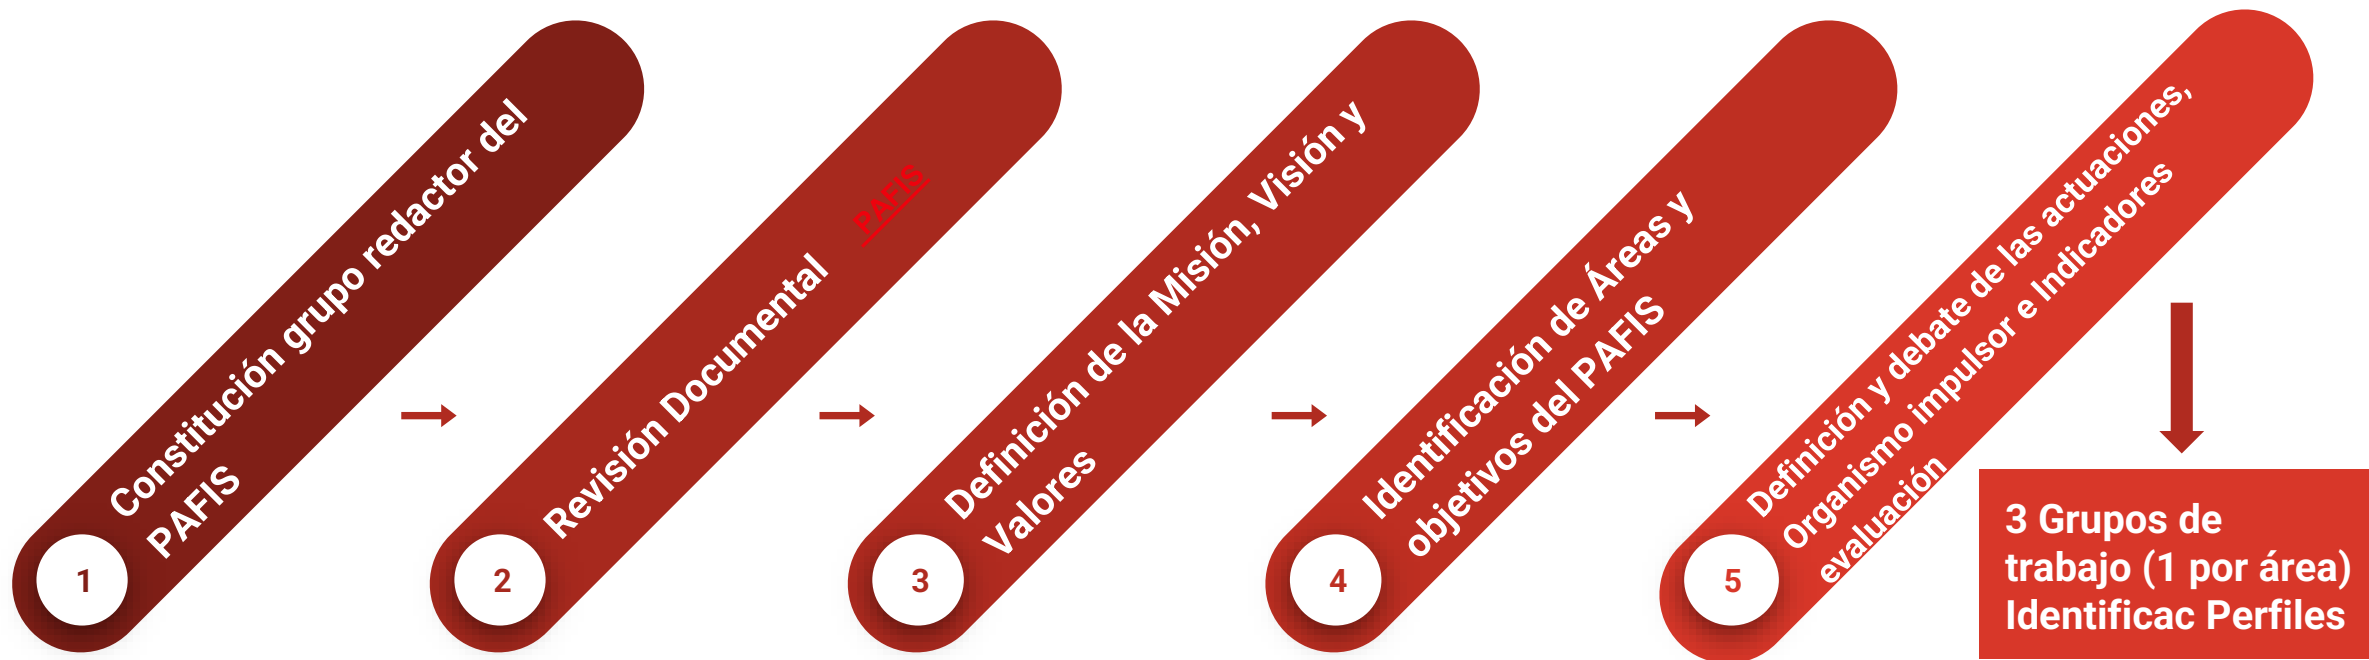 Constitución grupo redactor del
PAFIS
1
Revisión Documental PAFIS
2
Definición de la Misión, Visión y
Valores
3
Identificación de Áreas y
objetivos del PAFIS
4
Definición y debate de las actuaciones,
Organismo impulsor e Indicadores
evaluación
5
3 Grupos de
trabajo (1 por área)
Identificac Perfiles